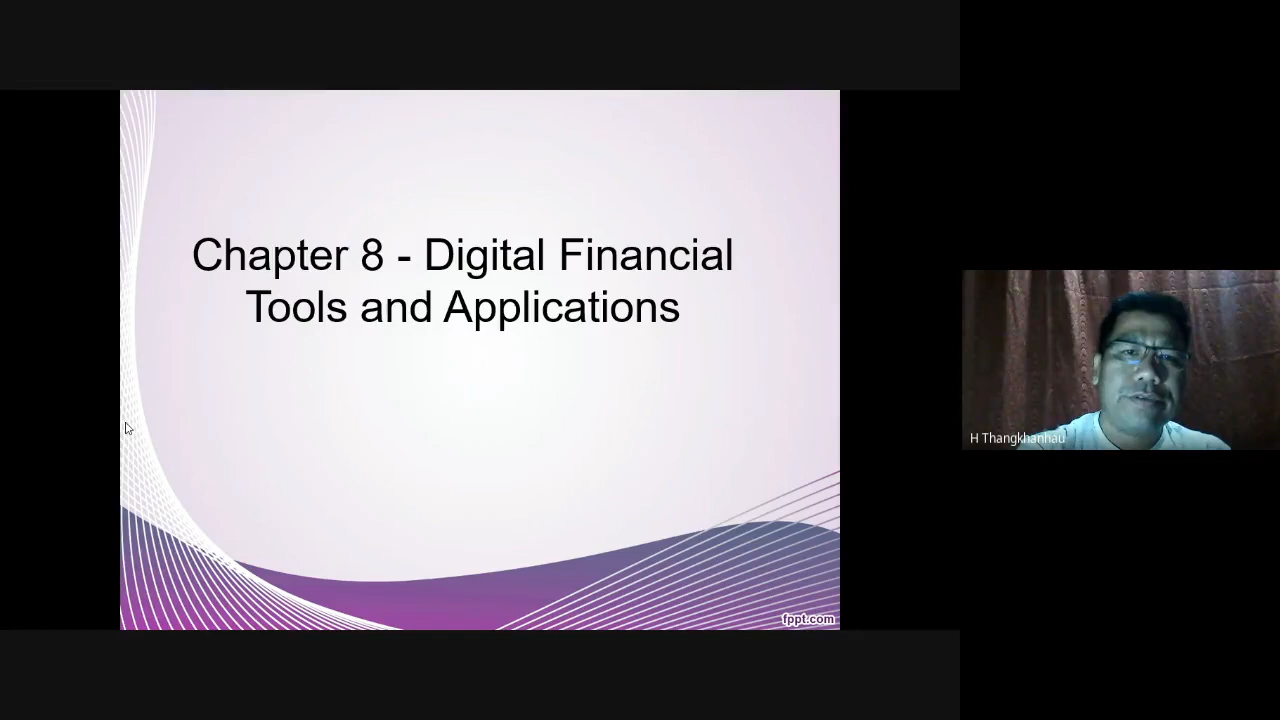 Chapter 8 - Digital Financial
Tools and Applications
H Thangkhanhau
fppt.com